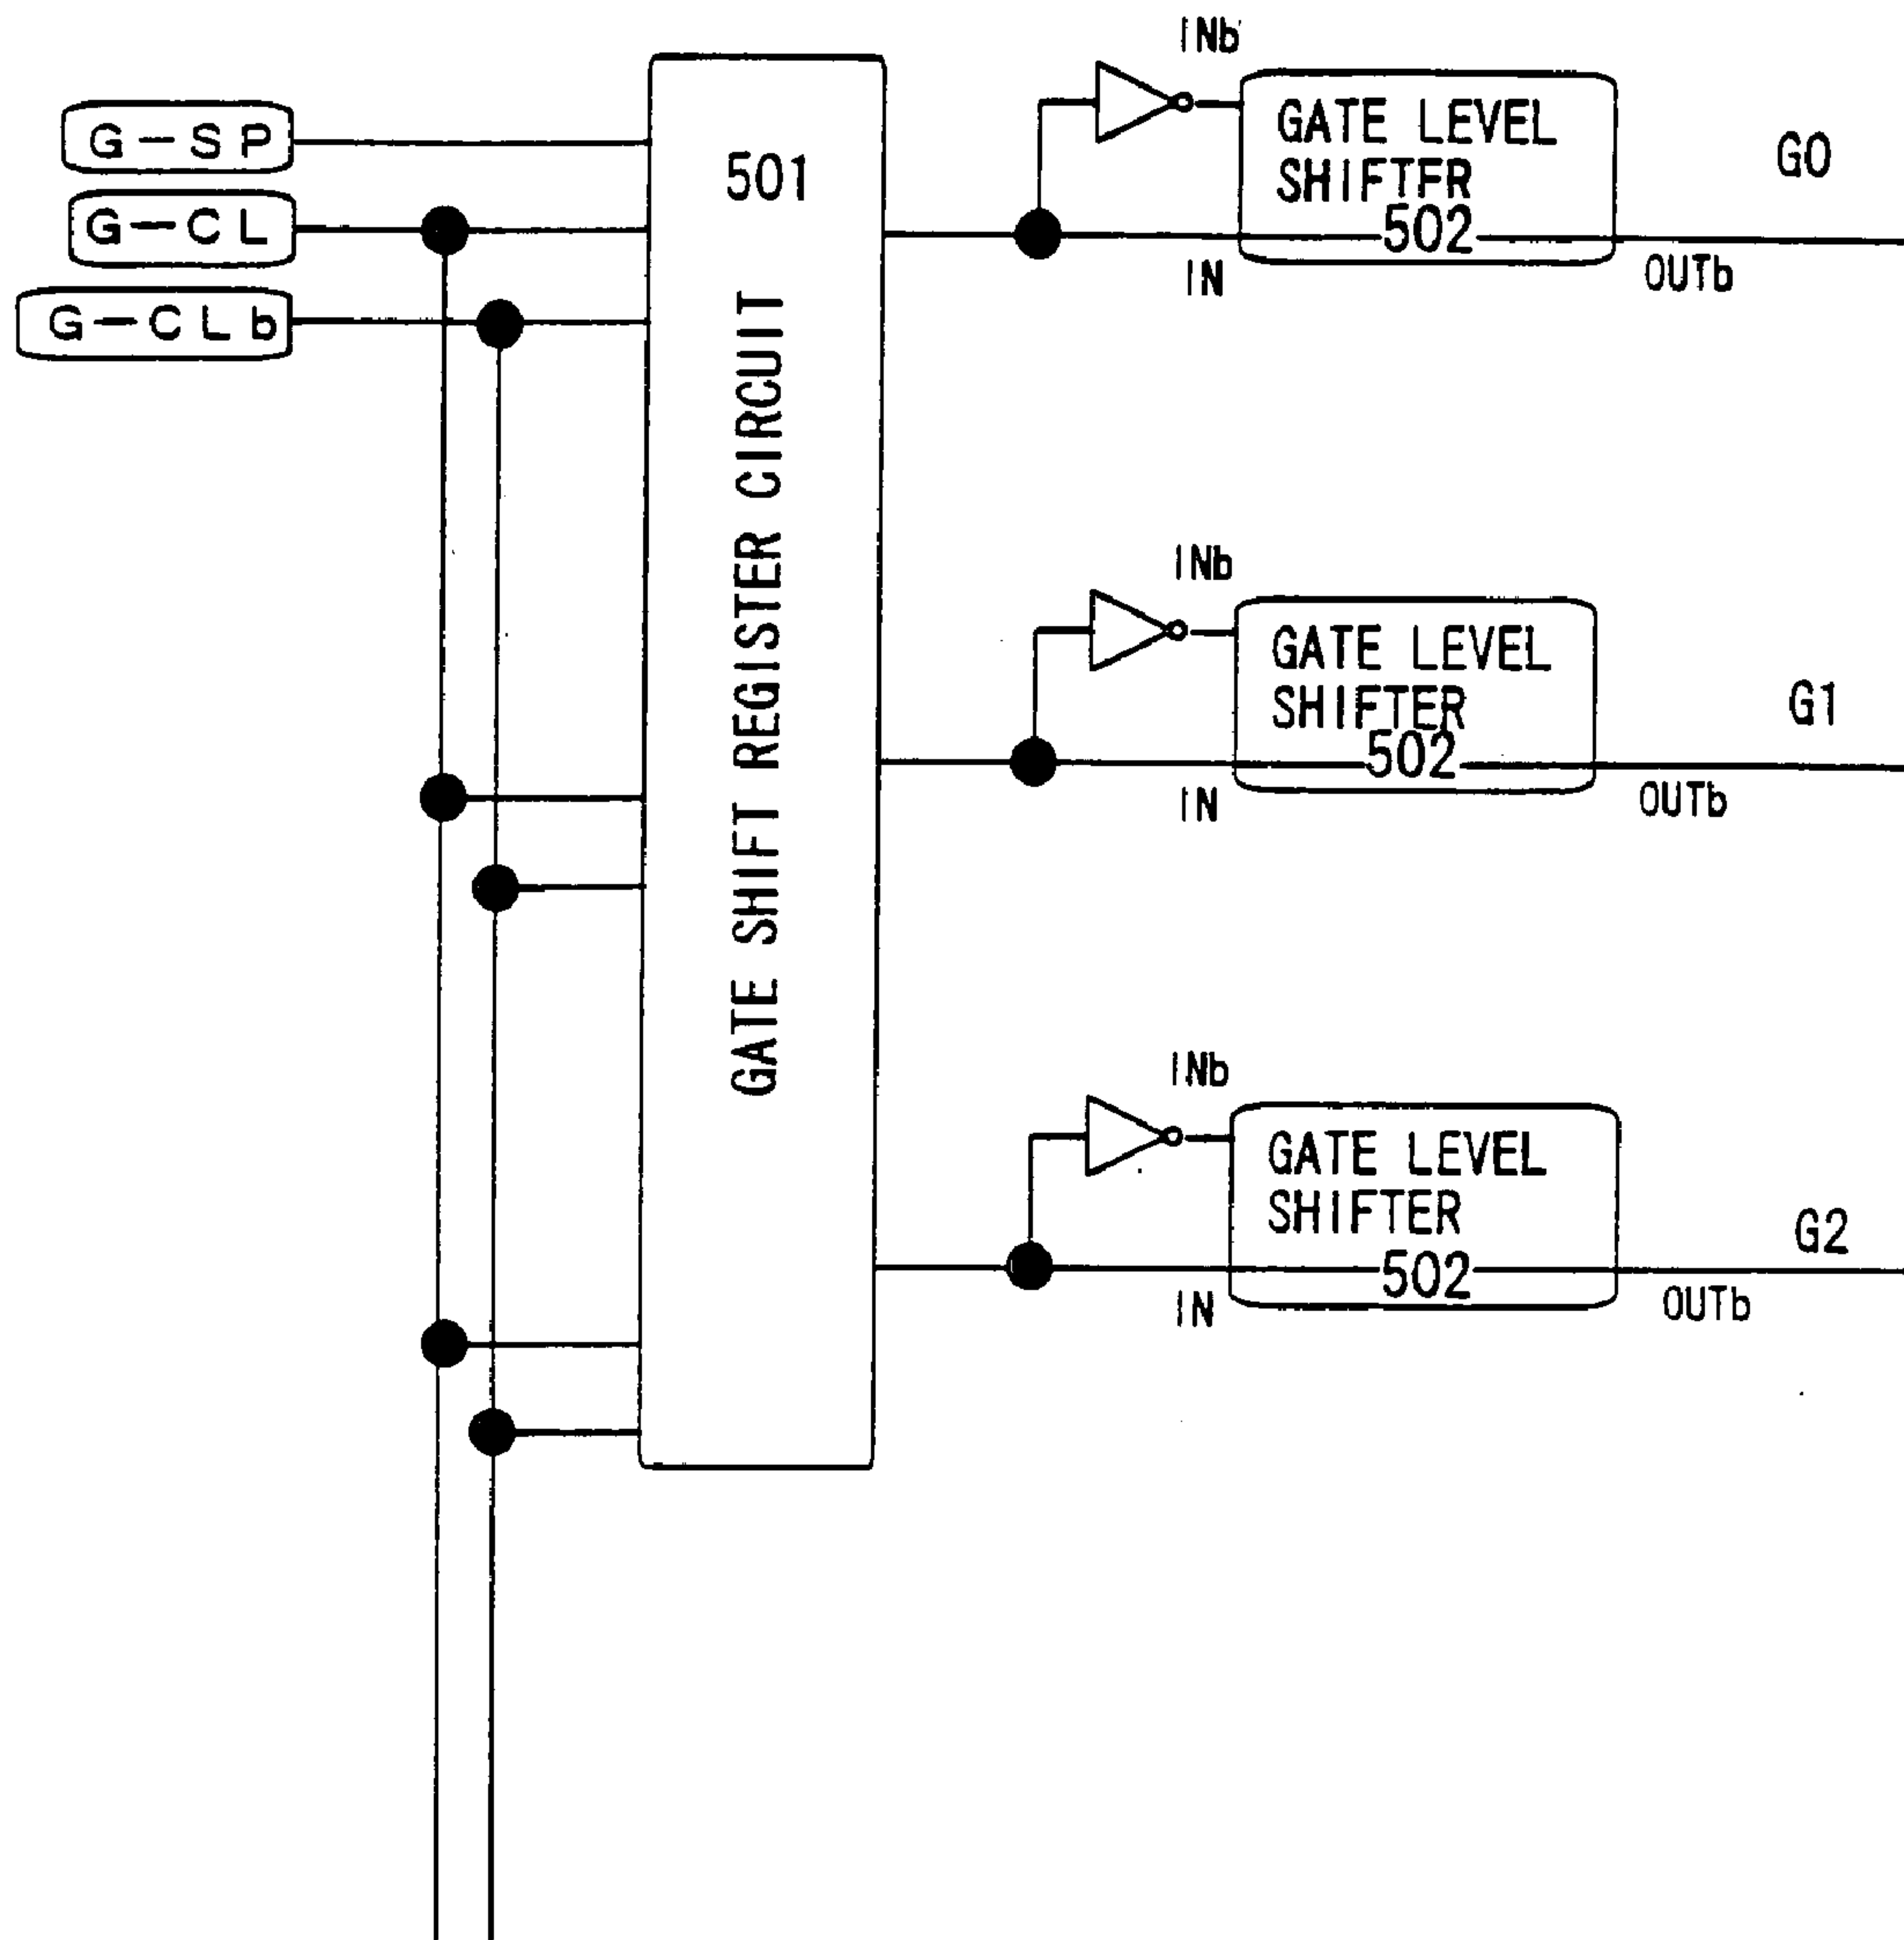 G-SP
G-CL
G-CLb
501
GATE SHIFT REGISTER CIRCUIT
INb
GATE LEVEL
SHIFTER
502
IN
OUTb
G0
INb
GATE LEVEL
SHIFTER
502
IN
OUTb
G1
INb
GATE LEVEL
SHIFTER
502
IN
OUTb
G2